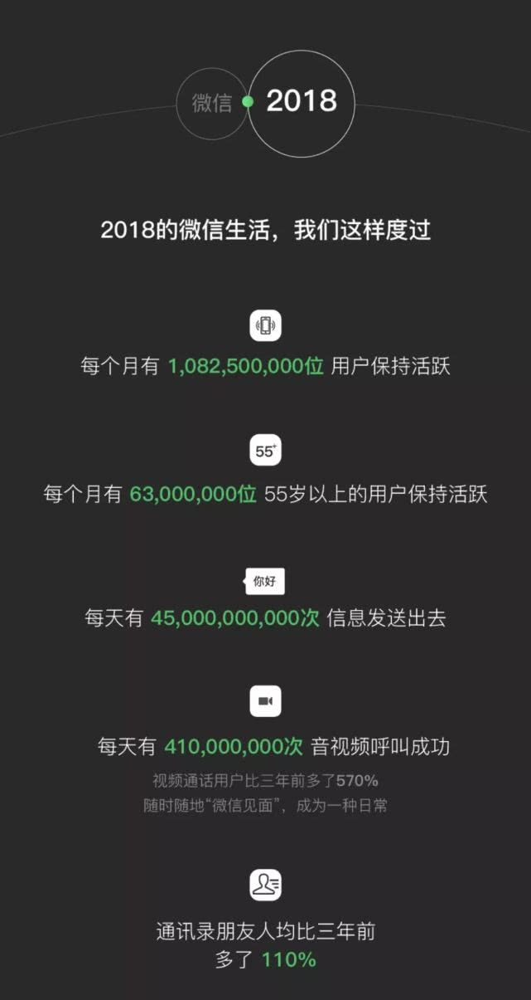 微信
2018
2018的微信生活，我们这样度过
每个月有 1,082,500,000位 用户保持活跃
55+
每个月有 63,000,000位 55岁以上的用户保持活跃
你好
每天有 45,000,000,000次 信息发送出去
每天有 410,000,000次 音视频呼叫成功
视频通话用户比三年前多了570%
随时随地“微信见面”，成为一种日常
通讯录朋友人均比三年前
多了 110%